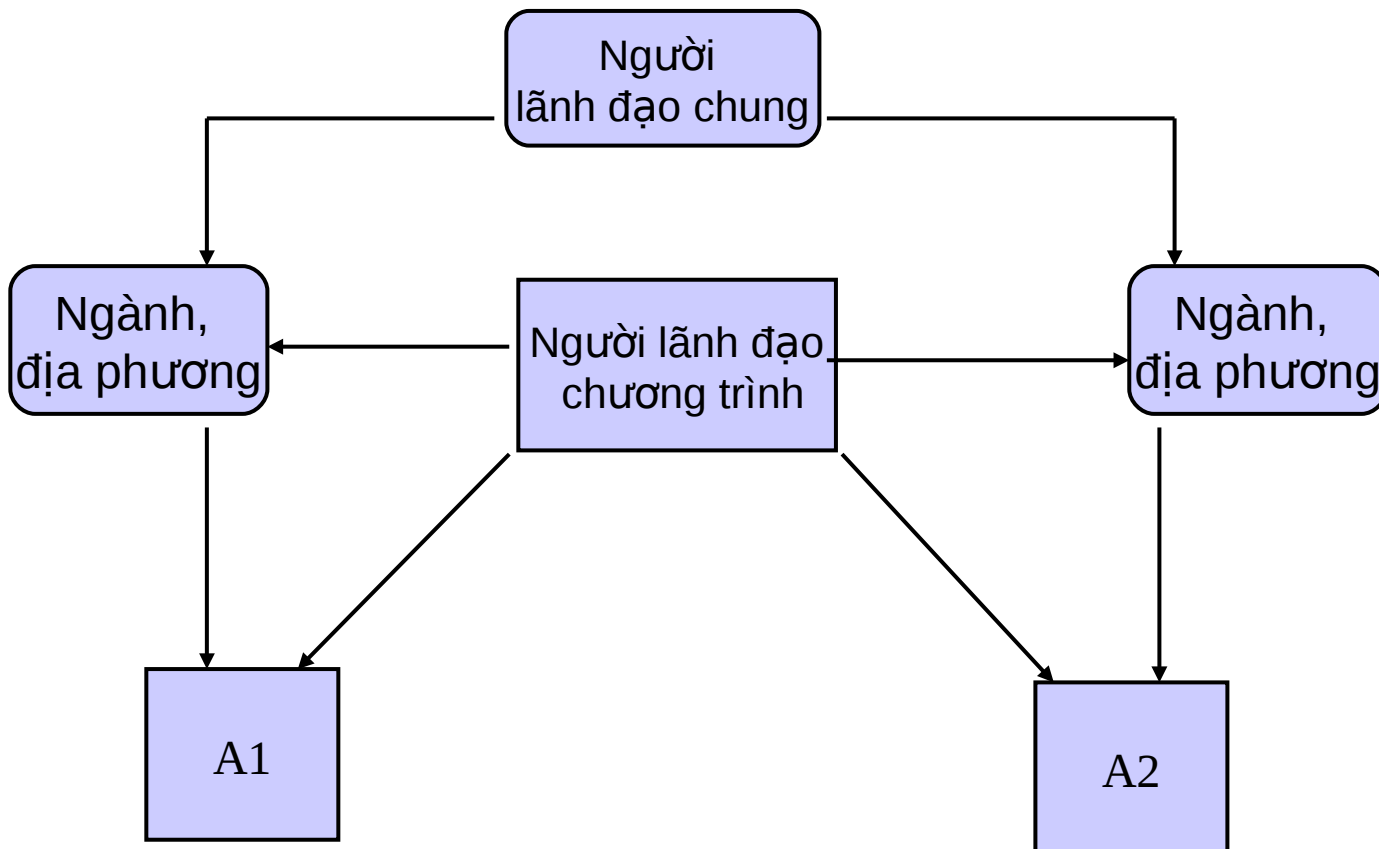 Người
lãnh đạo chung
Ngành,
địa phương
Người lãnh đạo
chương trình
Ngành,
địa phương
A1
A2